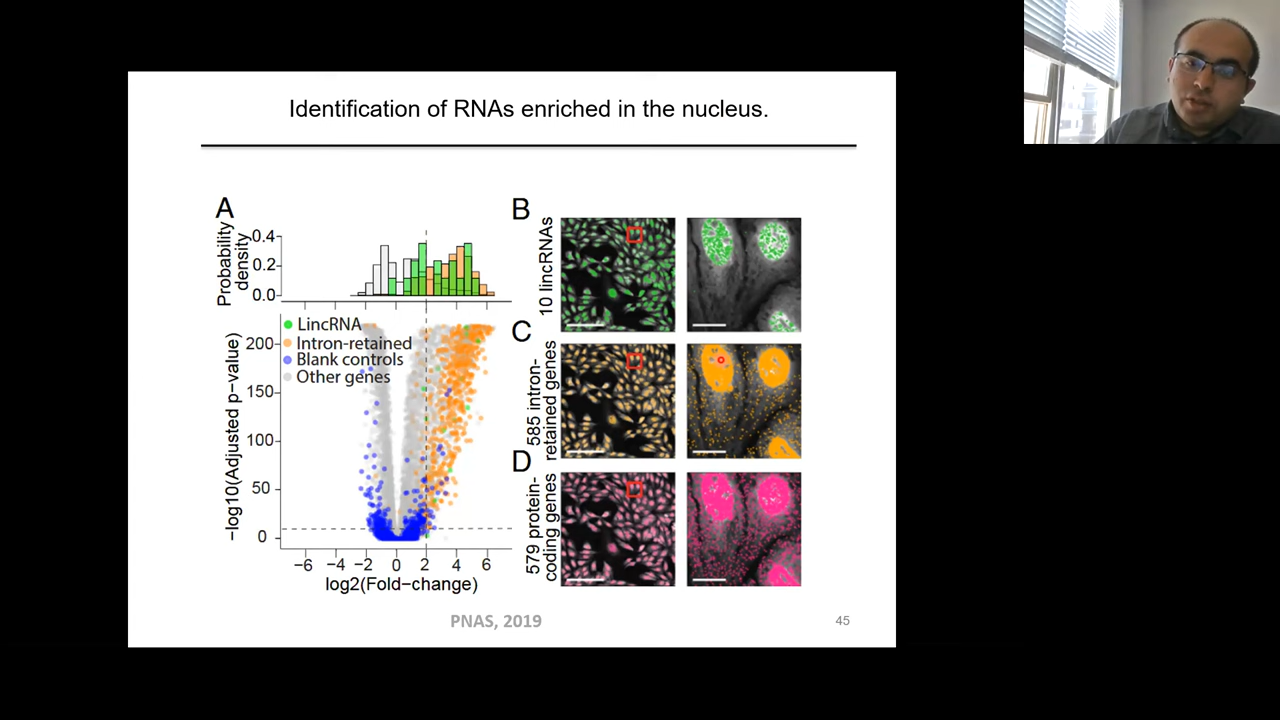 Identification of RNAs enriched in the nucleus.
A
Probability
density
0.4
0.2
0.0
LincRNA
Intron-retained
Blank controls
Other genes
−log10(Adjusted p−value)
200
150
100
50
0
−6 −4 −2 0 2 4 6
log2(Fold−change)
B
10 lincRNAs
C
585 intron-
retained genes
D
579 protein-
coding genes
PNAS, 2019
45